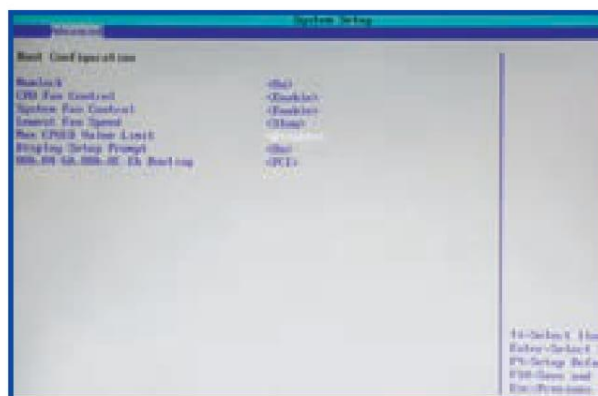 System Setup
Advanced
Boot Configuration
Numlock <On>
CPU Fan Control <Enable>
System Fan Control <Enable>
Lowest Fan Speed <Slow>
Max CPUID Value Limit
Display Setup Prompt <On>
Routing <PCI>
↑↓-Select
Enter-Select
F9-Setup
F10-Save and
Esc-Previous